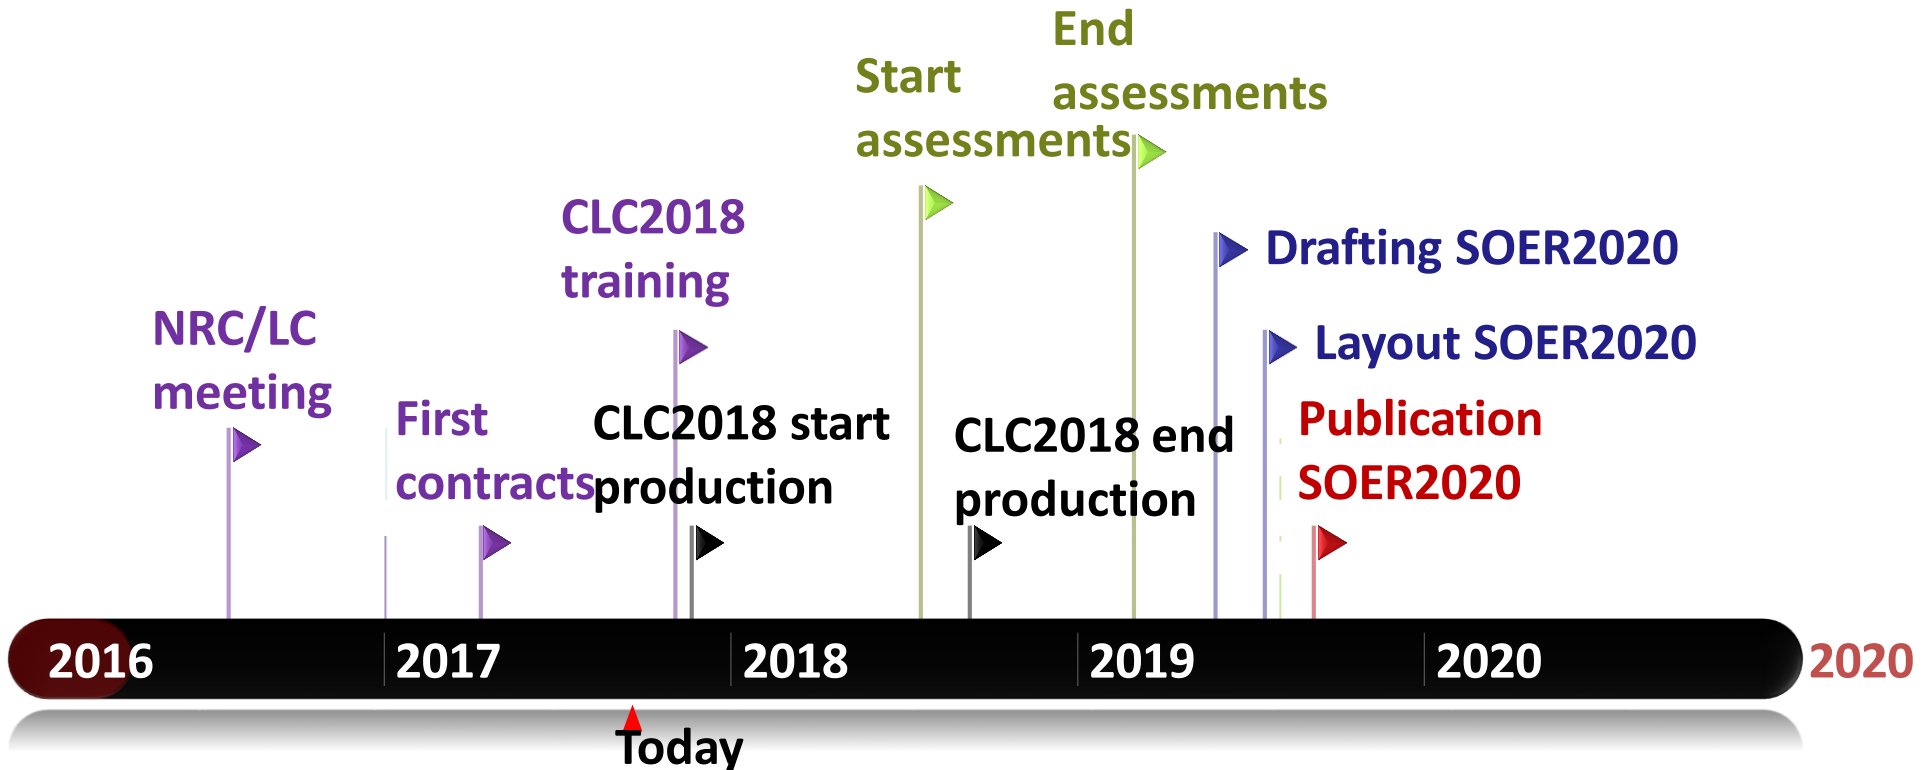 End
assessments
Start
assessments
CLC2018
training
Drafting SOER2020
NRC/LC
meeting
Layout SOER2020
First
contracts
CLC2018 start
production
CLC2018 end
production
Publication
SOER2020
2016
2017
2018
2019
2020
2020
Today